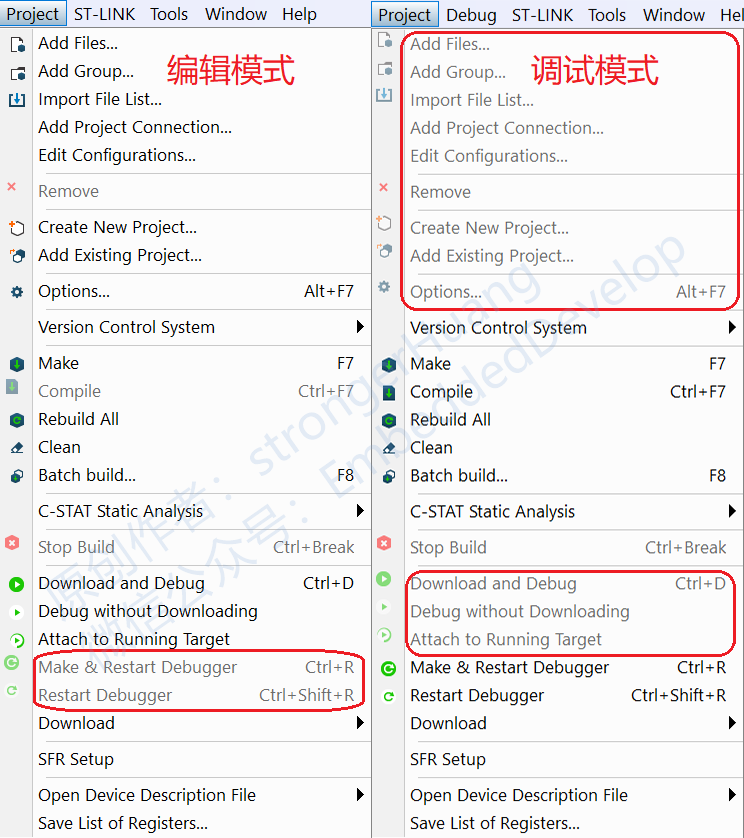 Project ST-LINK Tools Window Help
Add Files...
Add Group...
编辑模式
Import File List...
Add Project Connection...
Edit Configurations...
Remove
Create New Project...
Add Existing Project...
Options... Alt+F7
Version Control System
Make F7
Compile Ctrl+F7
Rebuild All
Clean
Batch build... F8
C-STAT Static Analysis
Stop Build Ctrl+Break
Download and Debug Ctrl+D
Debug without Downloading
Attach to Running Target
Make & Restart Debugger Ctrl+R
Restart Debugger Ctrl+Shift+R
Download
SFR Setup
Open Device Description File
Save List of Registers...
Project Debug ST-LINK Tools Window Hel
Add Files...
Add Group...
调试模式
Import File List...
Add Project Connection...
Edit Configurations...
Remove
Create New Project...
Add Existing Project...
Options... Alt+F7
Version Control System
Make F7
Compile Ctrl+F7
Rebuild All
Clean
Batch build... F8
C-STAT Static Analysis
Stop Build Ctrl+Break
Download and Debug Ctrl+D
Debug without Downloading
Attach to Running Target
Make & Restart Debugger Ctrl+R
Restart Debugger Ctrl+Shift+R
Download
SFR Setup
Open Device Description File
Save List of Registers...
原创作者：strongerHuang
微信公众号：EmbeddedDevelop